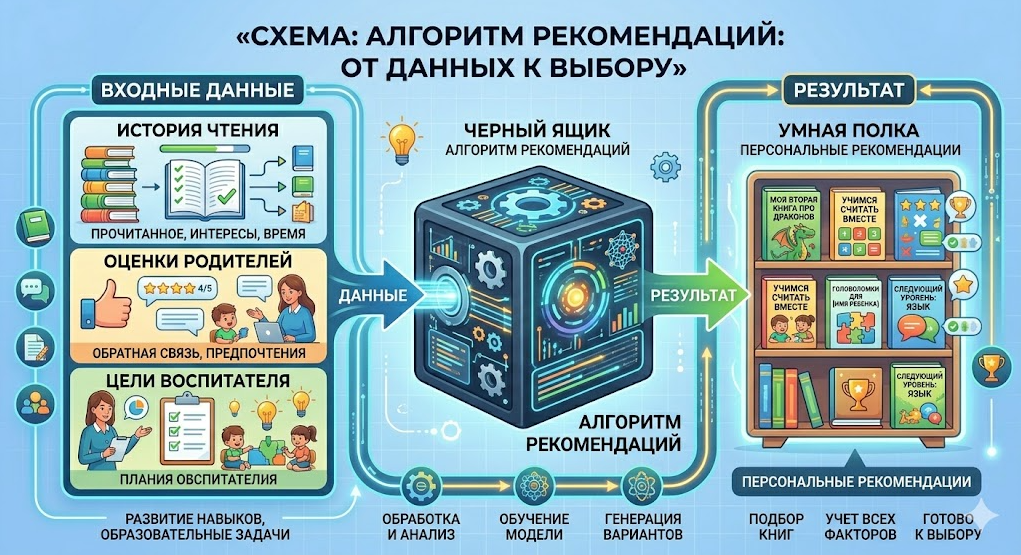 «СХЕМА: АЛГОРИТМ РЕКОМЕНДАЦИЙ:
ОТ ДАННЫХ К ВЫБОРУ»
ВХОДНЫЕ ДАННЫЕ
ИСТОРИЯ ЧТЕНИЯ
ПРОЧИТАННОЕ, ИНТЕРЕСЫ, ВРЕМЯ
ОЦЕНКИ РОДИТЕЛЕЙ
4/5
ОБРАТНАЯ СВЯЗЬ, ПРЕДПОЧТЕНИЯ
ЦЕЛИ ВОСПИТАТЕЛЯ
ПЛАНИЯ ОВСПИТАТЕЛИЯ
РАЗВИТИЕ НАВЫКОВ,
ОБРАЗОВАТЕЛЬНЫЕ ЗАДАЧИ
ДАННЫЕ
ЧЕРНЫЙ ЯЩИК
АЛГОРИТМ РЕКОМЕНДАЦИЙ
АЛГОРИТМ
РЕКОМЕНДАЦИЙ
ОБРАБОТКА
И АНАЛИЗ
ОБУЧЕНИЕ
МОДЕЛИ
ГЕНЕРАЦИЯ
ВАРИАНТОВ
РЕЗУЛЬТАТ
РЕЗУЛЬТАТ
УМНАЯ ПОЛКА
ПЕРСОНАЛЬНЫЕ РЕКОМЕНДАЦИИ
МОЯ ВТОРАЯ
КНИГА ПРО
ДРАКОНОВ
УЧИМСЯ
СЧИТАТЬ
ВМЕСТЕ
УЧИМСЯ
СЧИТАТЬ
ВМЕСТЕ
ГОЛОВОЛОМКИ
ДЛЯ
[ИМЯ РЕБЕНКА]
СЛЕДУЮЩИЙ
УРОВЕНЬ:
ЯЗЫК
СЛЕДУЮЩИЙ
УРОВЕНЬ:
ЯЗЫК
ПЕРСОНАЛЬНЫЕ РЕКОМЕНДАЦИИ
ПОДБОР
КНИГ
УЧЕТ ВСЕХ
ФАКТОРОВ
ГОТОВО
К ВЫБОРУ